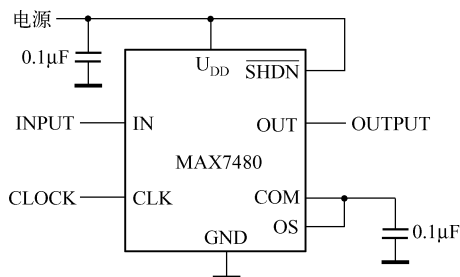 电源
0.1μF
U_DD
SHDN
INPUT
IN
OUT
OUTPUT
MAX7480
CLOCK
CLK
COM
OS
GND
0.1μF